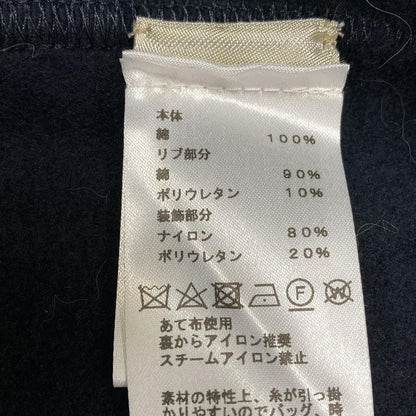 本体
綿 100%
リブ部分
綿 90%
ポリウレタン 10%
装飾部分
ナイロン 80%
ポリウレタン 20%
F W
あて布使用
裏からアイロン推奨
スチームアイロン禁止
素材の特性上、糸が引っ掛
かりやすいのでバッグ、時